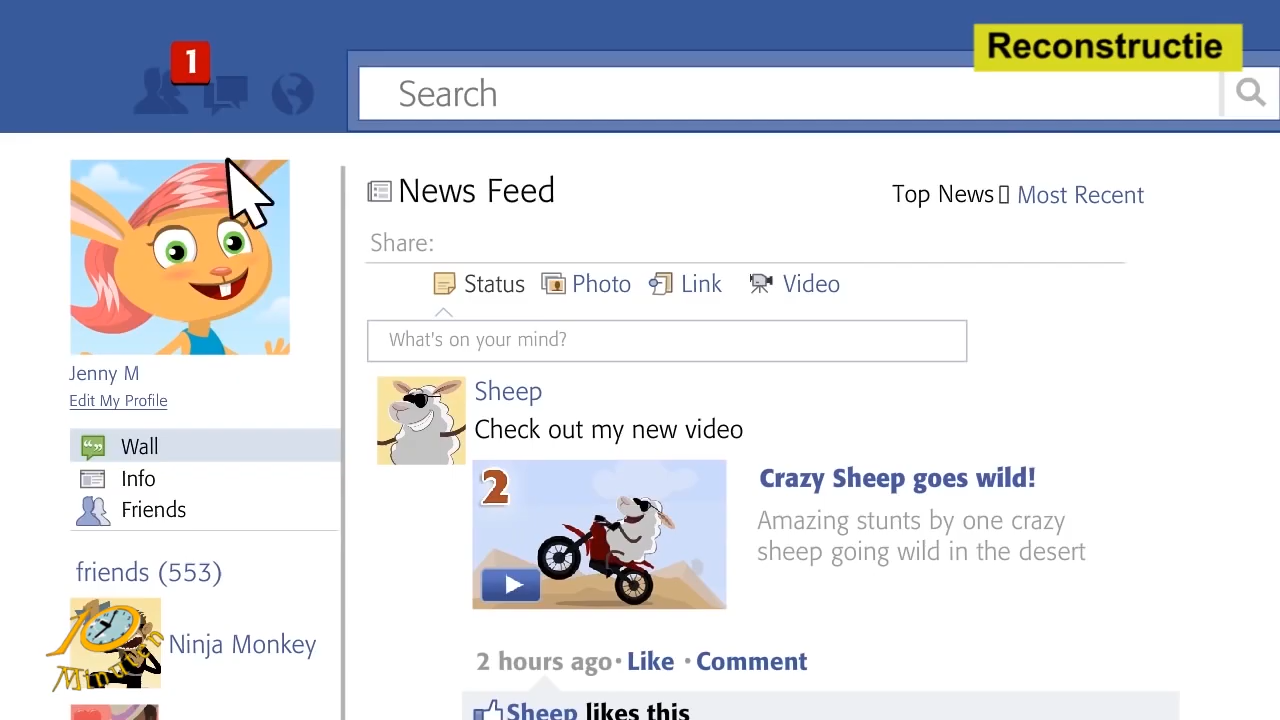 Reconstructie
1
Search
News Feed
Top News Most Recent
Share:
Status Photo Link Video
What's on your mind?
Jenny M
Edit My Profile
Wall
Info
Friends
friends (553)
Ninja Monkey
10
Minuten
Sheep
Check out my new video
2
Crazy Sheep goes wild!
Amazing stunts by one crazy
sheep going wild in the desert
2 hours ago · Like · Comment
Sheep likes this